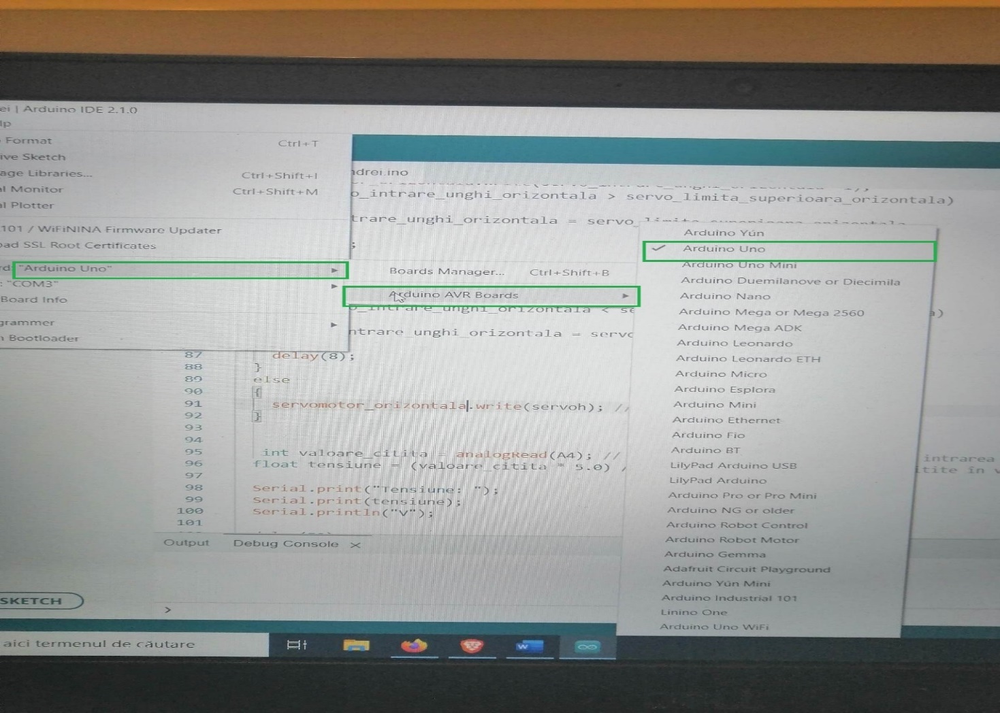 ei | Arduino IDE 2.1.0
lp
Format Ctrl+T
ive Sketch
age Libraries... Ctrl+Shift+I
al Monitor Ctrl+Shift+M
al Plotter
101 / WiFiNINA Firmware Updater
oad SSL Root Certificates
rd: "Arduino Uno"
: "COM3"
Board Info
grammer
n Bootloader
Boards Manager... Ctrl+Shift+B
Arduino AVR Boards
Arduino Yún
Arduino Uno
Arduino Uno Mini
Arduino Duemilanove or Diecimila
Arduino Nano
Arduino Mega or Mega 2560
Arduino Mega ADK
Arduino Leonardo
Arduino Leonardo ETH
Arduino Micro
Arduino Esplora
Arduino Mini
Arduino Ethernet
Arduino Fio
Arduino BT
LilyPad Arduino USB
LilyPad Arduino
Arduino Pro or Pro Mini
Arduino NG or older
Arduino Robot Control
Arduino Robot Motor
Arduino Gemma
Adafruit Circuit Playground
Arduino Yún Mini
Arduino Industrial 101
Linino One
Arduino Uno WiFi
ndrei.ino
o_intrare_unghi_orizontala > servo_limita_superioara_orizontala)
trare_unghi_orizontala = servo_
;
o_intrare_unghi_orizontala < se a)
ntrare_unghi_orizontala = servo
87 delay(8);
88 }
89 else
90 {
91 servomotor_orizontala.write(servoh); //
92 }
93
94
95 int valoare_citita = analogRead(A4); // intrarea
96 float tensiune = (valoare_citita * 5.0) / itite în v
97
98 Serial.print("Tensiune: ");
99 Serial.print(tensiune);
100 Serial.println("V");
101
Output Debug Console
>
SKETCH
aici termenul de căutare